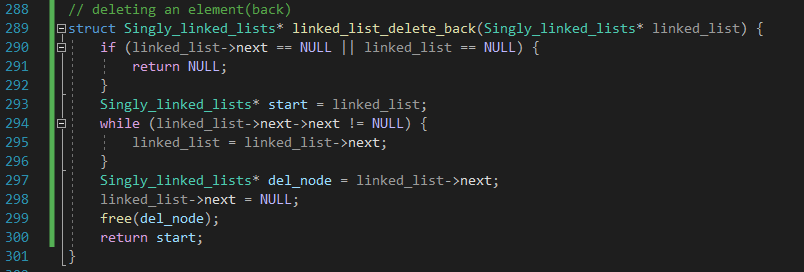 288 // deleting an element(back)
289 struct Singly_linked_lists* linked_list_delete_back(Singly_linked_lists* linked_list) {
290 if (linked_list->next == NULL || linked_list == NULL) {
291 return NULL;
292 }
293 Singly_linked_lists* start = linked_list;
294 while (linked_list->next->next != NULL) {
295 linked_list = linked_list->next;
296 }
297 Singly_linked_lists* del_node = linked_list->next;
298 linked_list->next = NULL;
299 free(del_node);
300 return start;
301 }